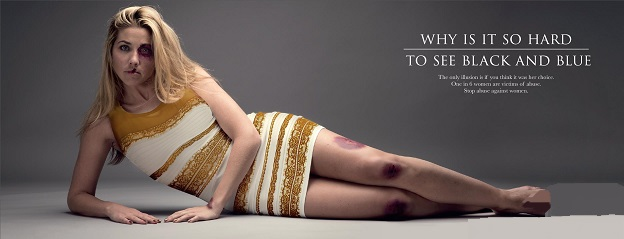 WHY IS IT SO HARD
TO SEE BLACK AND BLUE
The only illusion is if you think it was her choice.
One in 6 women are victims of abuse.
Stop abuse against women.